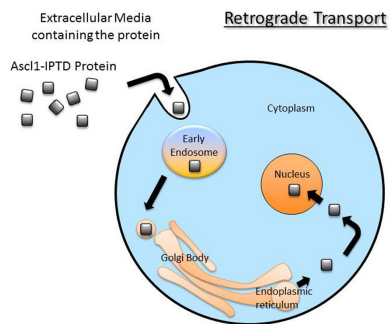 Extracellular Media
containing the protein
Retrograde Transport
Ascl1-IPTD Protein
Cytoplasm
Early
Endosome
Nucleus
Golgi Body
Endoplasmic
reticulum